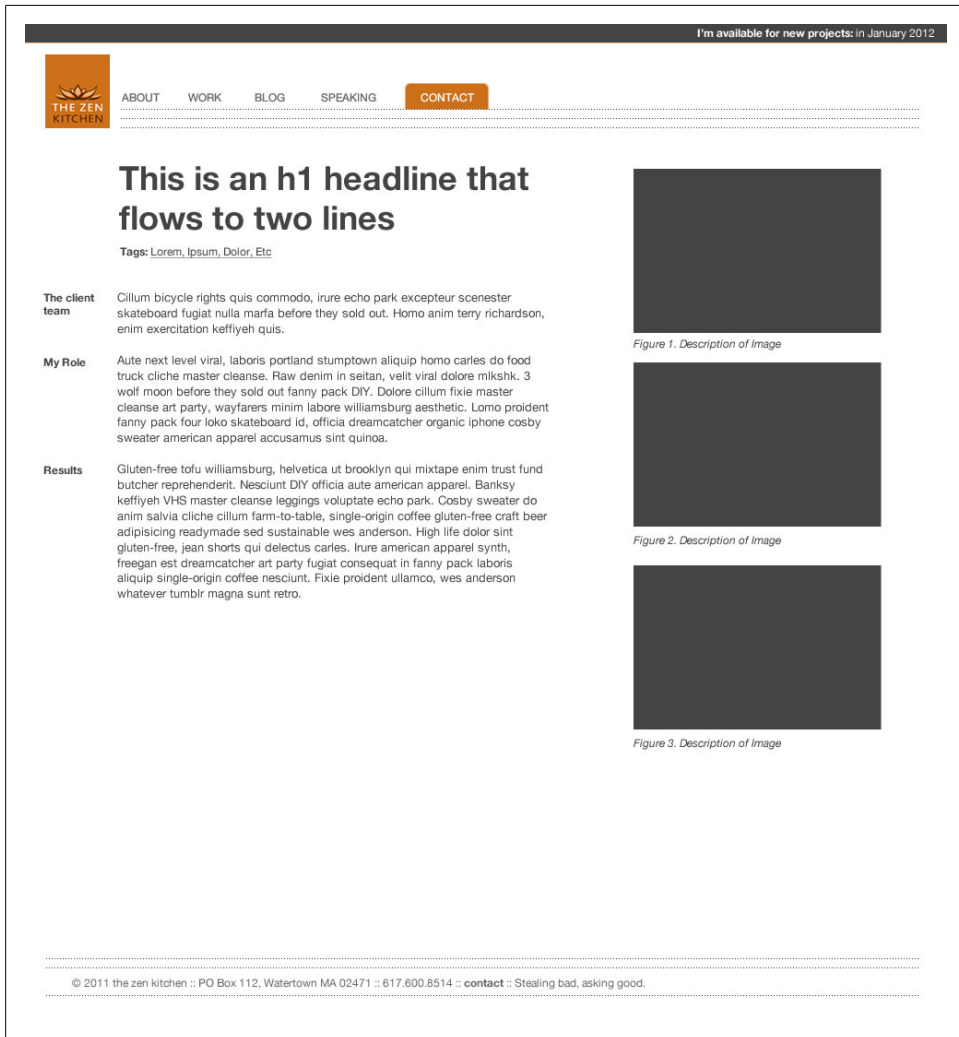 I'm available for new projects: in January 2012
THE ZEN
KITCHEN
ABOUT WORK BLOG SPEAKING CONTACT
This is an h1 headline that
flows to two lines
Tags: Lorem, Ipsum, Dolor, Etc
The client
team
Cillum bicycle rights quis commodo, irure echo park excepteur scenester
skateboard fugiat nulla marfa before they sold out. Homo anim terry richardson,
enim exercitation keffiyeh quis.
My Role
Aute next level viral, laboris portland stumptown aliquip homo carles do food
truck cliche master cleanse. Raw denim in seitan, velit viral dolore mlkshk. 3
wolf moon before they sold out fanny pack DIY. Dolore cillum fixie master
cleanse art party, wayfarers minim labore williamsburg aesthetic. Lomo proident
fanny pack four loko skateboard id, officia dreamcatcher organic iphone cosby
sweater american apparel accusamus sint quinoa.
Results
Gluten-free tofu williamsburg, helvetica ut brooklyn qui mixtape enim trust fund
butcher reprehenderit. Nesciunt DIY officia aute american apparel. Banksy
keffiyeh VHS master cleanse leggings voluptate echo park. Cosby sweater do
anim salvia cliche cillum farm-to-table, single-origin coffee gluten-free craft beer
adipisicing readymade sed sustainable wes anderson. High life dolor sint
gluten-free, jean shorts qui delectus carles. Irure american apparel synth,
freegan est dreamcatcher art party fugiat consequat in fanny pack laboris
aliquip single-origin coffee nesciunt. Fixie proident ullamco, wes anderson
whatever tumblr magna sunt retro.
Figure 1. Description of Image
Figure 2. Description of Image
Figure 3. Description of Image
© 2011 the zen kitchen :: PO Box 112, Watertown MA 02471 :: 617.600.8514 :: contact :: Stealing bad, asking good.